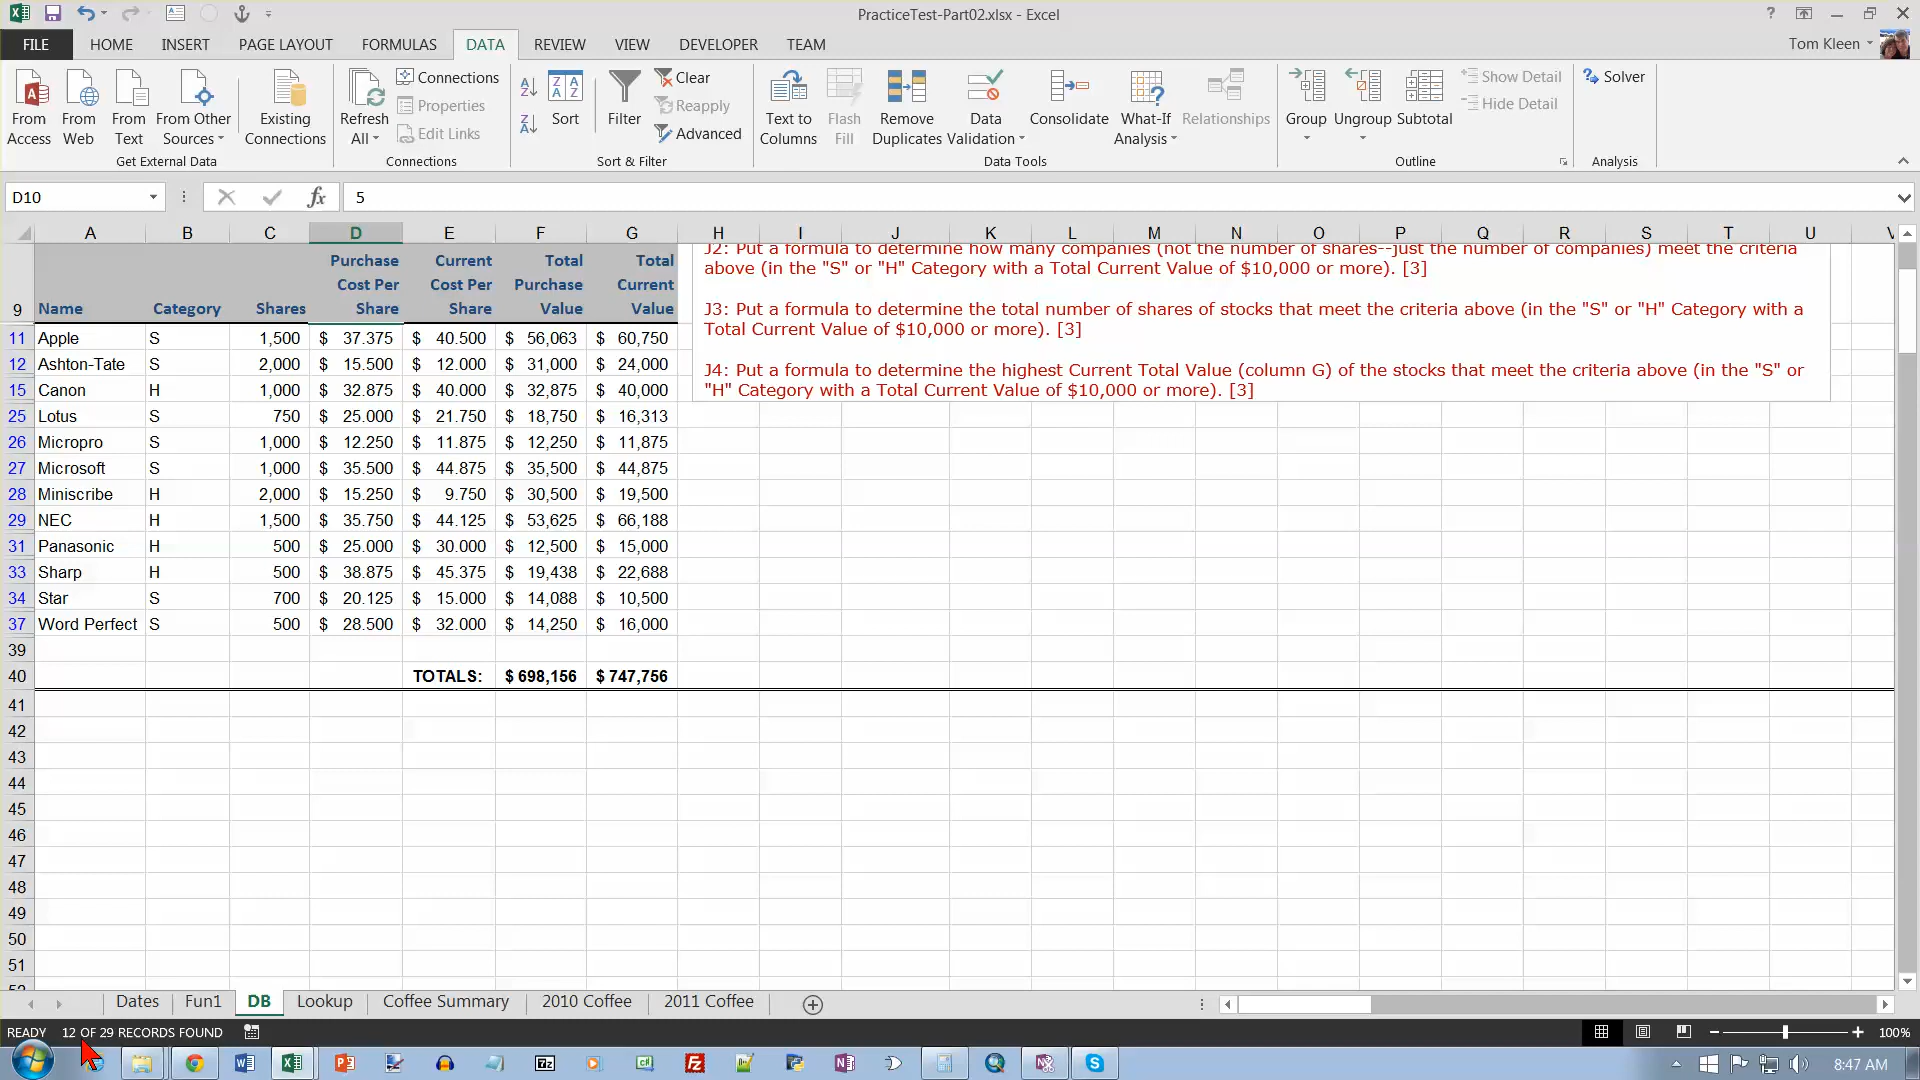 PracticeTest-Part02.xlsx - Excel
?
FILE HOME INSERT PAGE LAYOUT FORMULAS DATA REVIEW VIEW DEVELOPER TEAM
Tom Kleen
From Access
From Web
From Text
From Other Sources
Get External Data
Existing Connections
Refresh All
Connections
Properties
Edit Links
Connections
Sort
Filter
Clear
Reapply
Advanced
Sort & Filter
Text to Columns
Flash Fill
Remove Duplicates
Data Validation
Consolidate
What-If Analysis
Relationships
Data Tools
Group
Ungroup
Subtotal
Show Detail
Hide Detail
Outline
Solver
Analysis
D10 fx 5
A B C D E F G H I J K L M N O P Q R S T U V
9 Name Category Shares Purchase Cost Per Share Current Cost Per Share Total Purchase Value Total Current Value
J2: Put a formula to determine how many companies (not the number of shares--just the number of companies) meet the criteria
above (in the "S" or "H" Category with a Total Current Value of $10,000 or more). [3]
J3: Put a formula to determine the total number of shares of stocks that meet the criteria above (in the "S" or "H" Category with a
Total Current Value of $10,000 or more). [3]
J4: Put a formula to determine the highest Current Total Value (column G) of the stocks that meet the criteria above (in the "S" or
"H" Category with a Total Current Value of $10,000 or more). [3]
11 Apple S 1,500 $ 37.375 $ 40.500 $ 56,063 $ 60,750
12 Ashton-Tate S 2,000 $ 15.500 $ 12.000 $ 31,000 $ 24,000
15 Canon H 1,000 $ 32.875 $ 40.000 $ 32,875 $ 40,000
25 Lotus S 750 $ 25.000 $ 21.750 $ 18,750 $ 16,313
26 Micropro S 1,000 $ 12.250 $ 11.875 $ 12,250 $ 11,875
27 Microsoft S 1,000 $ 35.500 $ 44.875 $ 35,500 $ 44,875
28 Miniscribe H 2,000 $ 15.250 $ 9.750 $ 30,500 $ 19,500
29 NEC H 1,500 $ 35.750 $ 44.125 $ 53,625 $ 66,188
31 Panasonic H 500 $ 25.000 $ 30.000 $ 12,500 $ 15,000
33 Sharp H 500 $ 38.875 $ 45.375 $ 19,438 $ 22,688
34 Star S 700 $ 20.125 $ 15.000 $ 14,088 $ 10,500
37 Word Perfect S 500 $ 28.500 $ 32.000 $ 14,250 $ 16,000
39
40 TOTALS: $ 698,156 $ 747,756
41
42
43
44
45
46
47
48
49
50
51
52
Dates Fun1 DB Lookup Coffee Summary 2010 Coffee 2011 Coffee
READY 12 OF 29 RECORDS FOUND 100%
8:47 AM